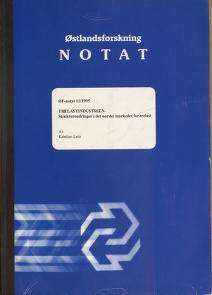 Østlandsforskning
NOTAT
ØF-notat 11/1995
TRELASTINDUSTRIEN-
Strukturendringer i det norske markedet for trelast
Av
Kristian Lein